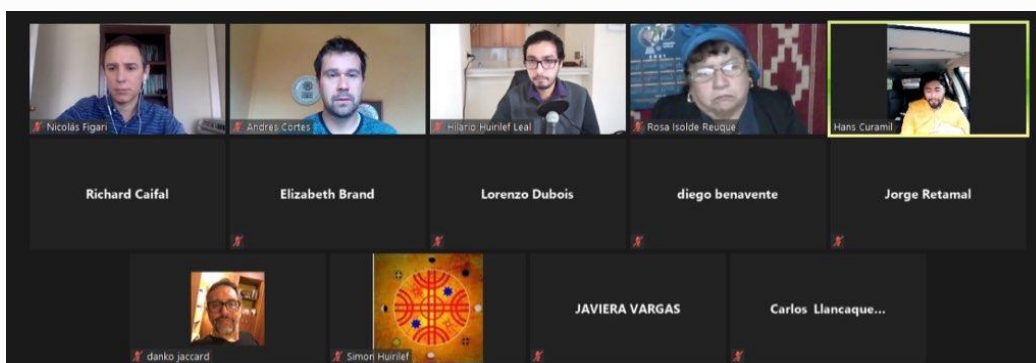 Nicolás Figari
Andres Cortes
Hilario Huirilef Leal
Rosa Isolde Reuque
Hans Curamil
Richard Caifal
Elizabeth Brand
Lorenzo Dubois
diego benavente
Jorge Retamal
danko jaccard
Simon Huirilef
JAVIERA VARGAS
Carlos Llancaque...